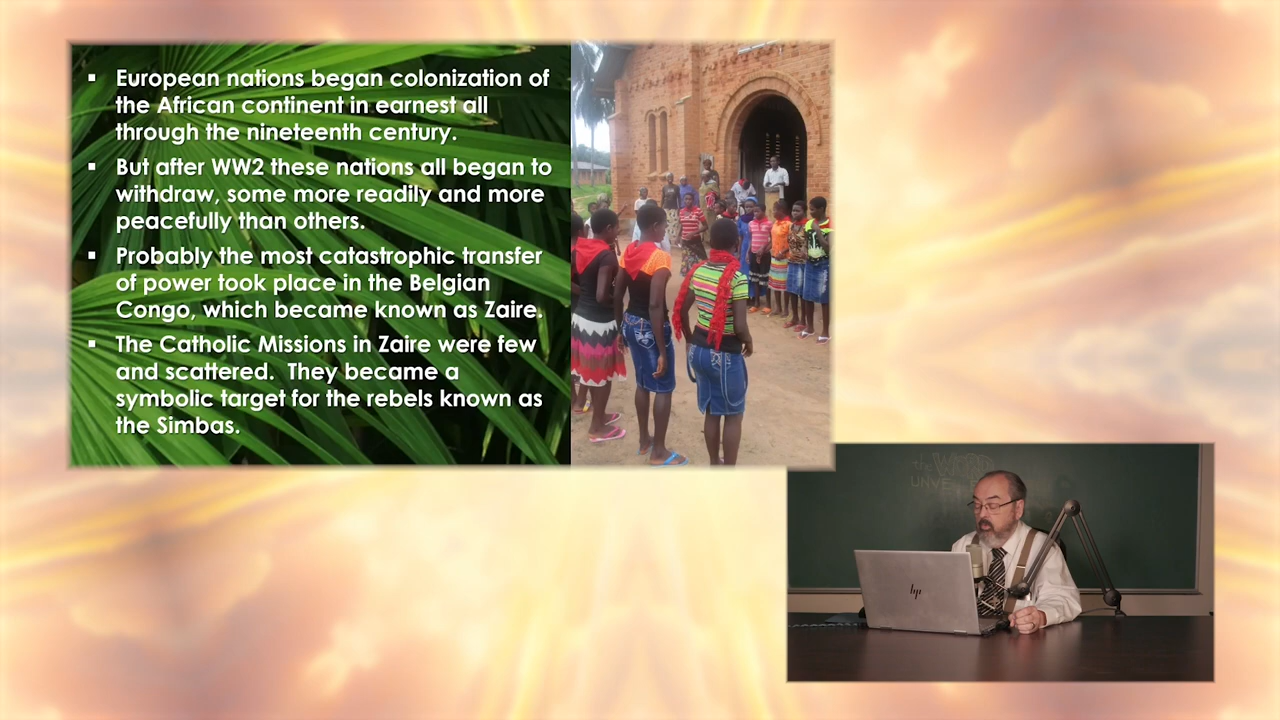 ▪ European nations began colonization of
the African continent in earnest all
through the nineteenth century.
▪ But after WW2 these nations all began to
withdraw, some more readily and more
peacefully than others.
▪ Probably the most catastrophic transfer
of power took place in the Belgian
Congo, which became known as Zaire.
▪ The Catholic Missions in Zaire were few
and scattered.  They became a
symbolic target for the rebels known as
the Simbas.
the WORD
hp